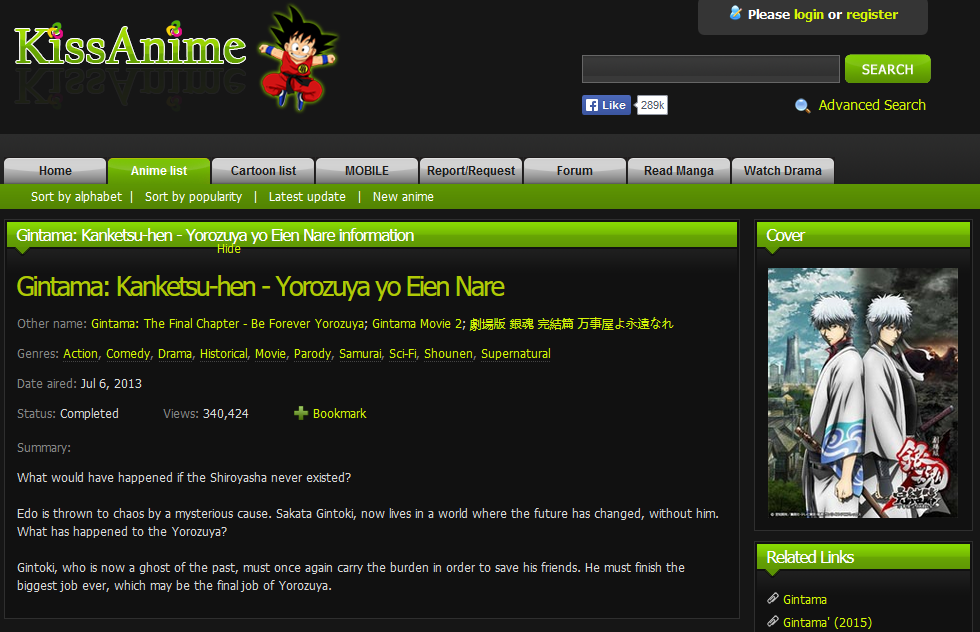 KissAnime
Please login or register
SEARCH
Like 289k
Advanced Search
Home
Anime list
Cartoon list
MOBILE
Report/Request
Forum
Read Manga
Watch Drama
Sort by alphabet | Sort by popularity | Latest update | New anime
Gintama: Kanketsu-hen - Yorozuya yo Eien Nare information
Hide
Gintama: Kanketsu-hen - Yorozuya yo Eien Nare
Other name: Gintama: The Final Chapter - Be Forever Yorozuya; Gintama Movie 2; 劇場版 銀魂 完結篇 万事屋よ永遠なれ
Genres: Action, Comedy, Drama, Historical, Movie, Parody, Samurai, Sci-Fi, Shounen, Supernatural
Date aired: Jul 6, 2013
Status: Completed Views: 340,424 Bookmark
Summary:
What would have happened if the Shiroyasha never existed?
Edo is thrown to chaos by a mysterious cause. Sakata Gintoki, now lives in a world where the future has changed, without him.
What has happened to the Yorozuya?
Gintoki, who is now a ghost of the past, must once again carry the burden in order to save his friends. He must finish the
biggest job ever, which may be the final job of Yorozuya.
Cover
劇場版
銀魂
Related Links
Gintama
Gintama' (2015)